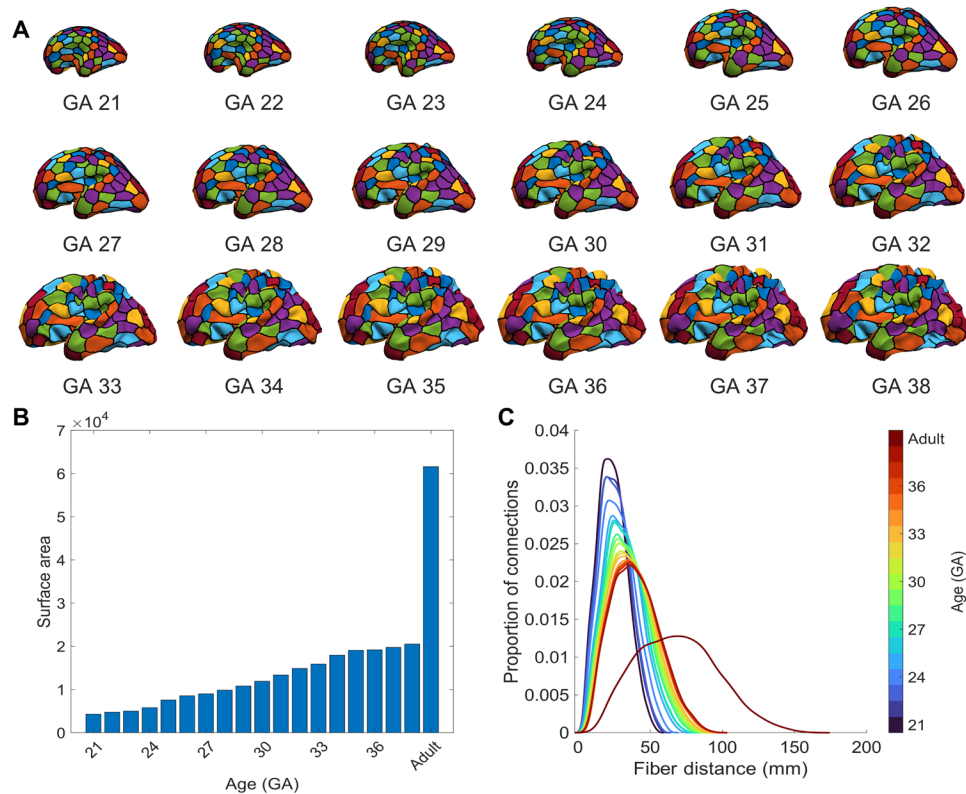 A
GA 21 GA 22 GA 23 GA 24 GA 25 GA 26
GA 27 GA 28 GA 29 GA 30 GA 31 GA 32
GA 33 GA 34 GA 35 GA 36 GA 37 GA 38
B
×10⁴
7
6
5
4
3
2
1
0
Surface area
21 24 27 30 33 36 Adult
Age (GA)
C
0.04
0.035
0.03
0.025
0.02
0.015
0.01
0.005
0
Proportion of connections
0 50 100 150 200
Fiber distance (mm)
Adult
36
33
30
27
24
21
Age (GA)